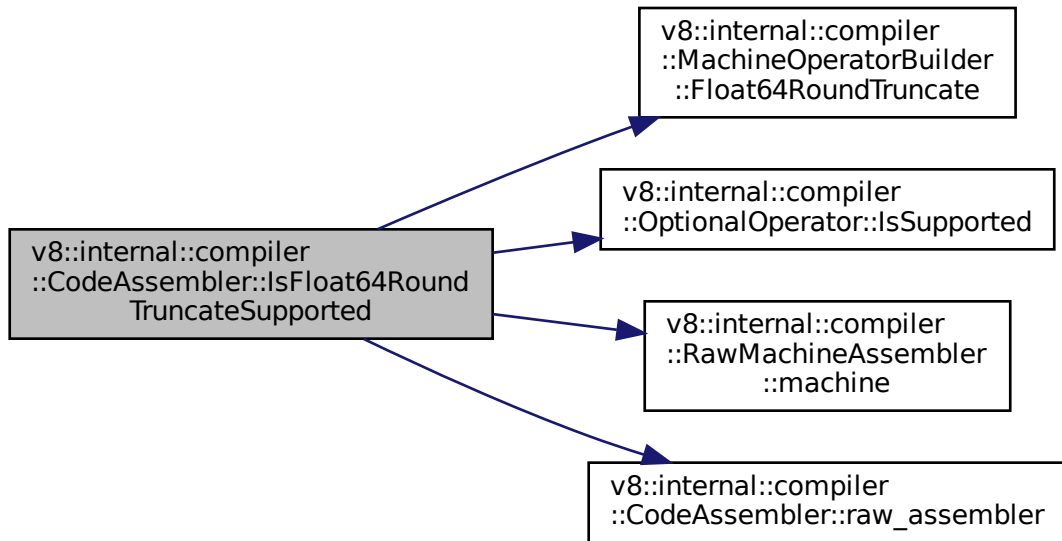 v8::internal::compiler
::MachineOperatorBuilder
::Float64RoundTruncate
v8::internal::compiler
::OptionalOperator::IsSupported
v8::internal::compiler
::CodeAssembler::IsFloat64Round
TruncateSupported
v8::internal::compiler
::RawMachineAssembler
::machine
v8::internal::compiler
::CodeAssembler::raw_assembler